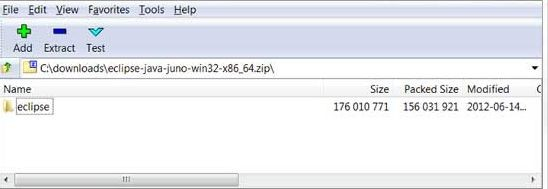 File Edit View Favorites Tools Help
Add Extract Test
C:\downloads\eclipse-java-juno-win32-x86_64.zip\
Name Size Packed Size Modified C
eclipse 176 010 771 156 031 921 2012-06-14...